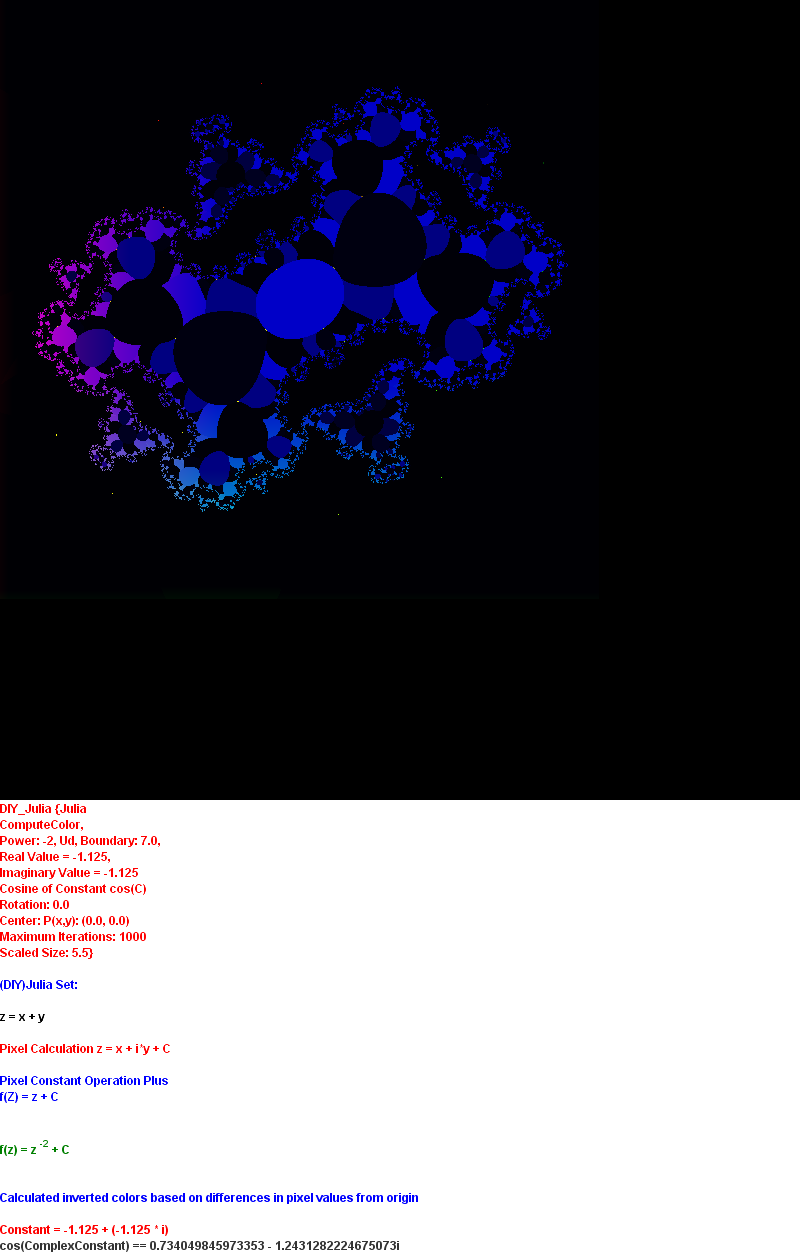 DIY_Julia {Julia
ComputeColor,
Power: -2, Ud, Boundary: 7.0,
Real Value = -1.125,
Imaginary Value = -1.125
Cosine of Constant cos(C)
Rotation: 0.0
Center: P(x,y): (0.0, 0.0)
Maximum Iterations: 1000
Scaled Size: 5.5}
(DIY)Julia Set:
z = x + y
Pixel Calculation z = x + i*y + C
Pixel Constant Operation Plus
f(Z) = z + C
f(z) = z -2 + C
Calculated inverted colors based on differences in pixel values from origin
Constant = -1.125 + (-1.125 * i)
cos(ComplexConstant) == 0.734049845973353 - 1.2431282224675073i